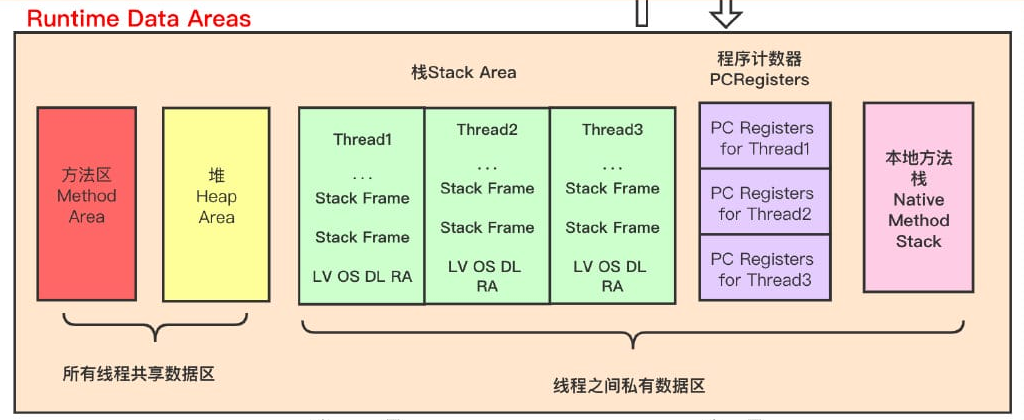 Runtime Data Areas
栈Stack Area
程序计数器
PCRegisters
方法区
Method
Area
堆
Heap
Area
Thread1
...
Stack Frame
Stack Frame
LV OS DL RA
Thread2
...
Stack Frame
Stack Frame
LV OS DL
RA
Thread3
...
Stack Frame
Stack Frame
LV OS DL
RA
PC Registers
for Thread1
PC Registers
for Thread2
PC Registers
for Thread3
本地方法
栈
Native
Method
Stack
所有线程共享数据区
线程之间私有数据区